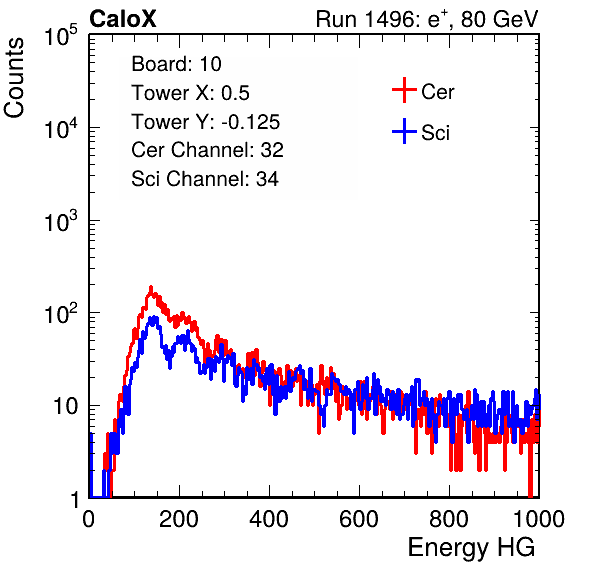 CaloX Run 1496: e⁺, 80 GeV
Counts
10⁵
10⁴
10³
10²
10
1
Board: 10
Tower X: 0.5
Tower Y: -0.125
Cer Channel: 32
Sci Channel: 34
Cer
Sci
0 200 400 600 800 1000
Energy HG